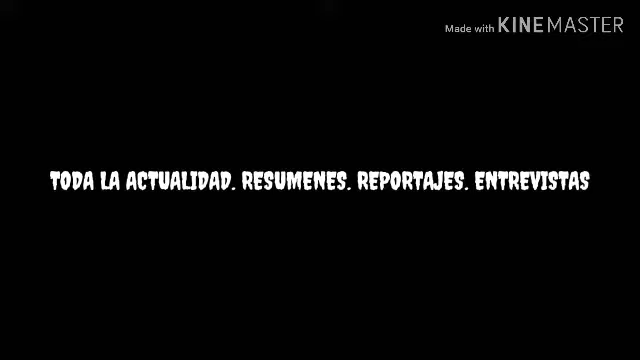 Made with KINEMASTER
TODA LA ACTUALIDAD. RESUMENES. REPORTAJES. ENTREVISTAS